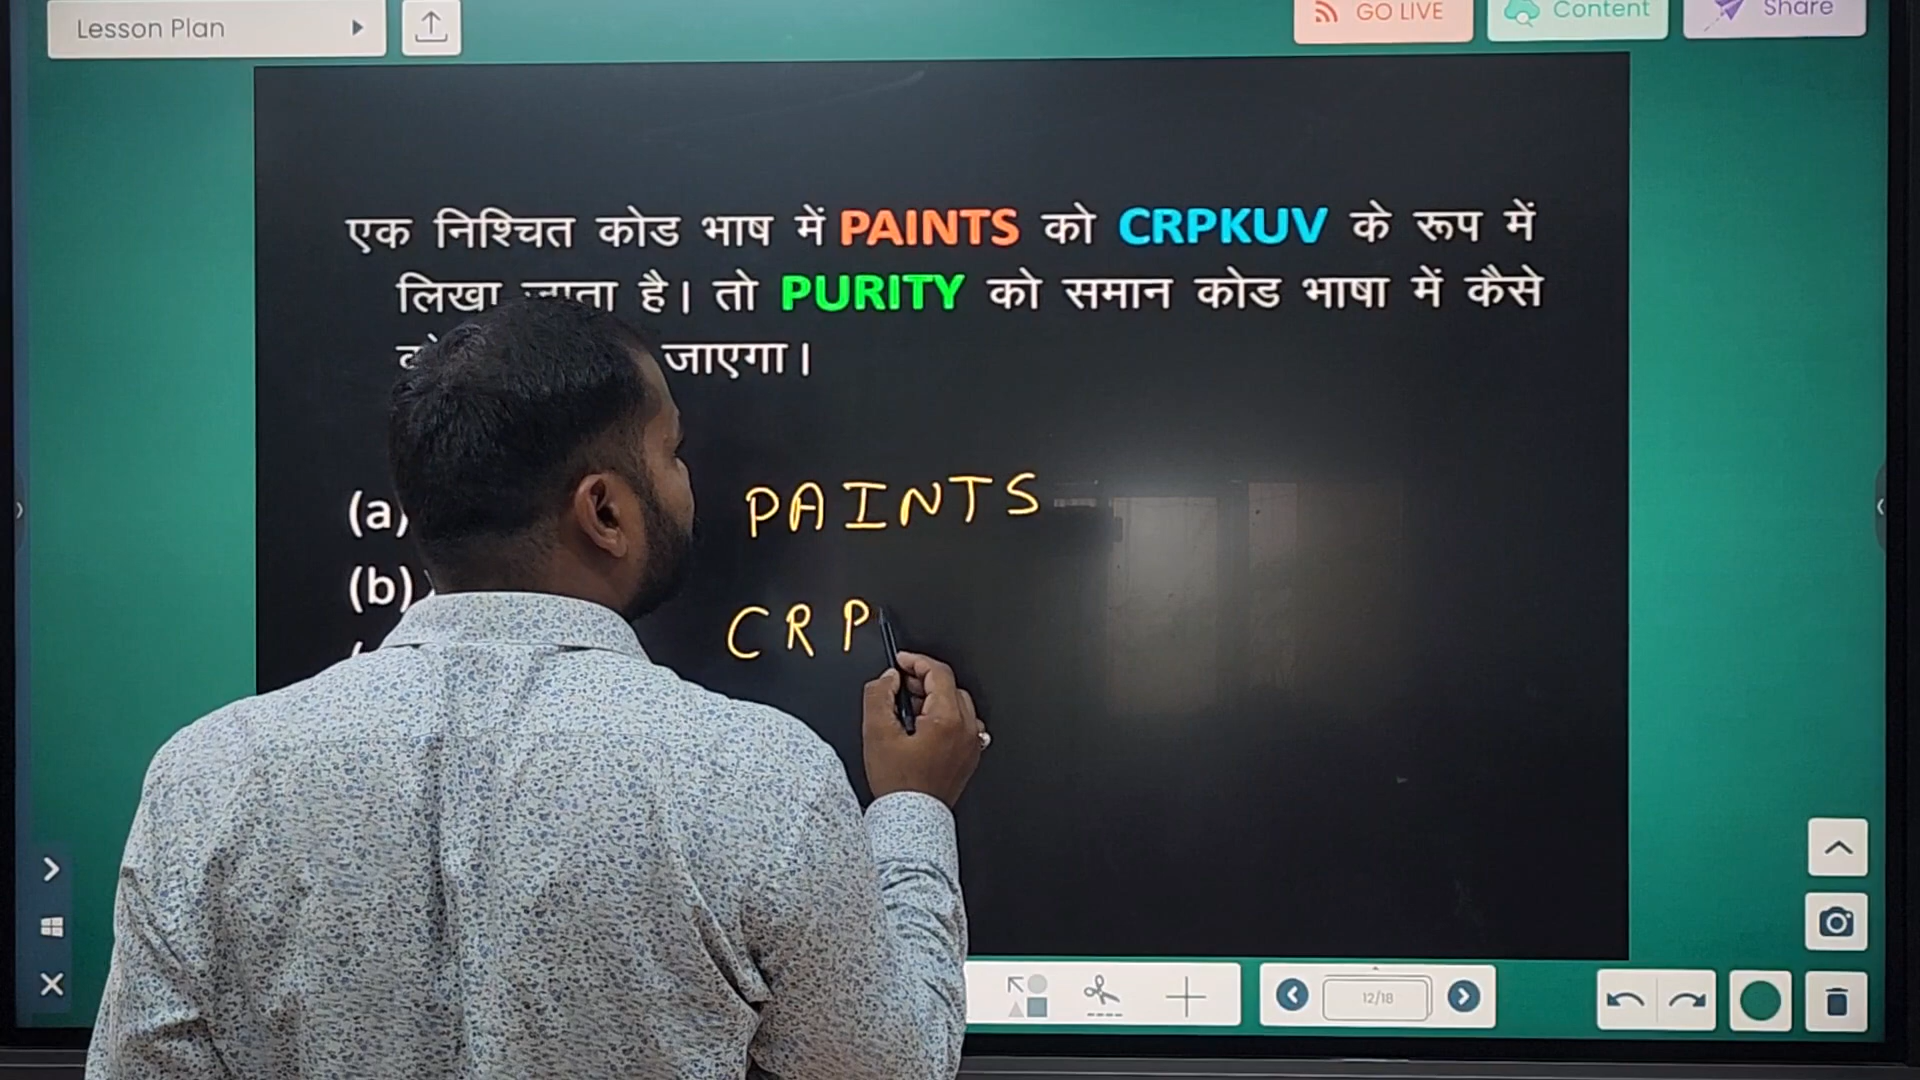 Lesson Plan
GO LIVE
Content
Share
एक निश्चित कोड भाष में PAINTS को CRPKUV के रूप में
लिखा जाता है। तो PURITY को समान कोड भाषा में कैसे
जाएगा।
(a)
PAINTS
(b)
CRP
12/18